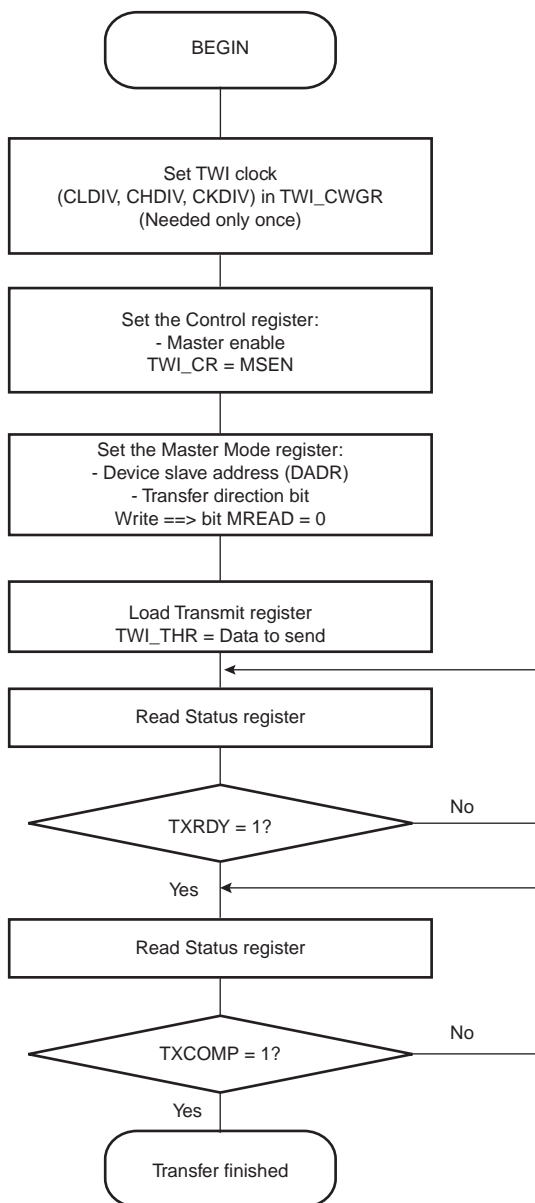 BEGIN
Set TWI clock
(CLDIV, CHDIV, CKDIV) in TWI_CWGR
(Needed only once)
Set the Control register:
- Master enable
TWI_CR = MSEN
Set the Master Mode register:
- Device slave address (DADR)
- Transfer direction bit
Write ==> bit MREAD = 0
Load Transmit register
TWI_THR = Data to send
Read Status register
TXRDY = 1?
No
Yes
Read Status register
TXCOMP = 1?
No
Yes
Transfer finished